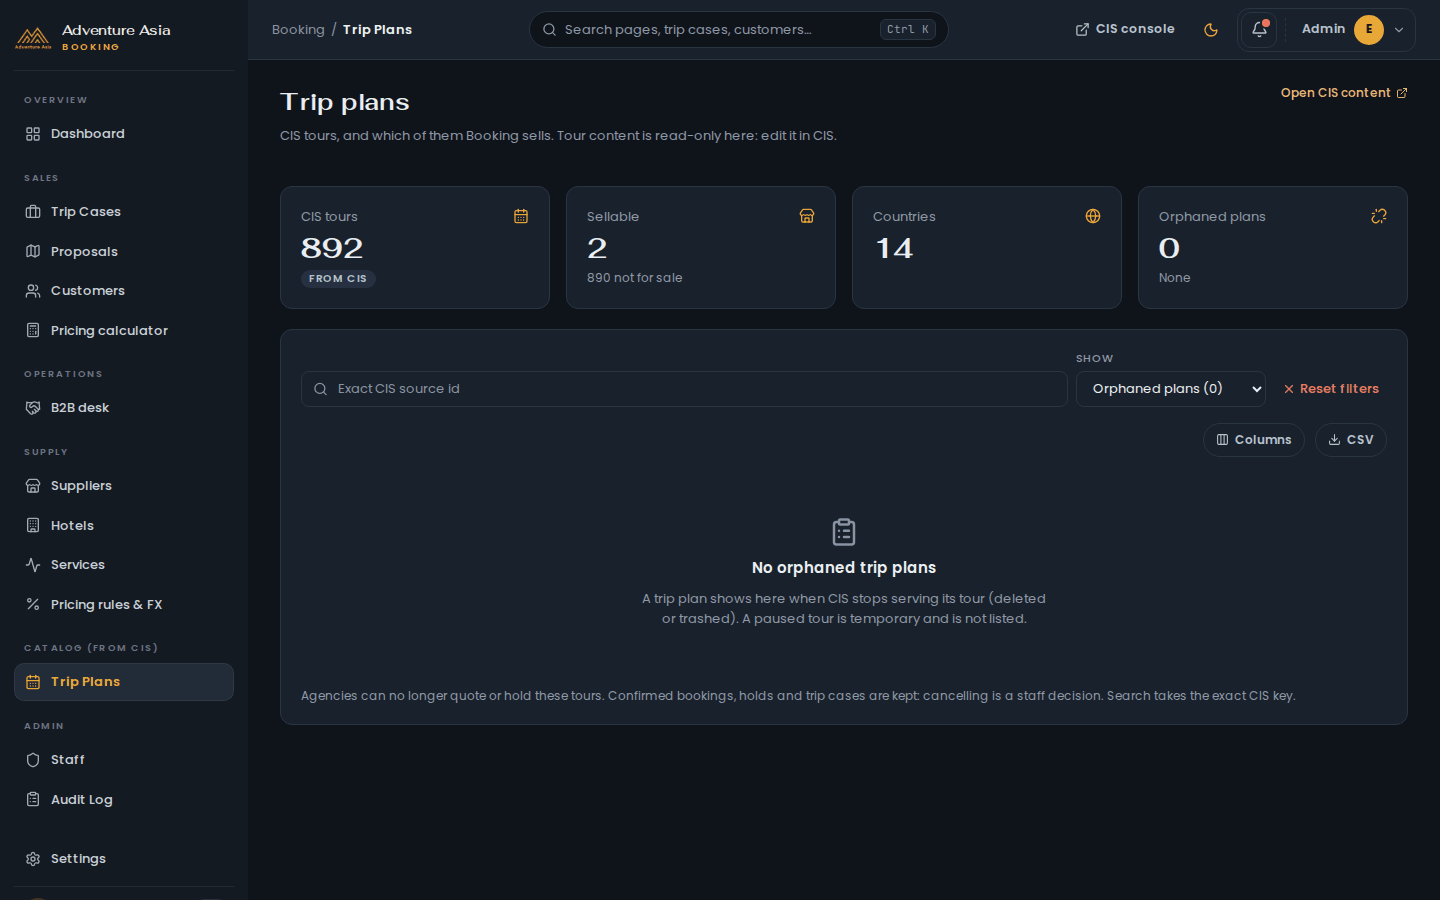 Adventure Asia
BOOKING
Adventure Asia
Booking / Trip Plans
Search pages, trip cases, customers...
Ctrl K
CIS console
Admin
E
OVERVIEW
Dashboard
SALES
Trip Cases
Proposals
Customers
Pricing calculator
OPERATIONS
B2B desk
SUPPLY
Suppliers
Hotels
Services
Pricing rules & FX
CATALOG (FROM CIS)
Trip Plans
ADMIN
Staff
Audit Log
Settings
Trip plans
Open CIS content
CIS tours, and which of them Booking sells. Tour content is read-only here: edit it in CIS.
CIS tours
892
FROM CIS
Sellable
2
890 not for sale
Countries
14
Orphaned plans
0
None
SHOW
Exact CIS source id
Orphaned plans (0)
Reset filters
Columns
CSV
No orphaned trip plans
A trip plan shows here when CIS stops serving its tour (deleted
or trashed). A paused tour is temporary and is not listed.
Agencies can no longer quote or hold these tours. Confirmed bookings, holds and trip cases are kept: cancelling is a staff decision. Search takes the exact CIS key.